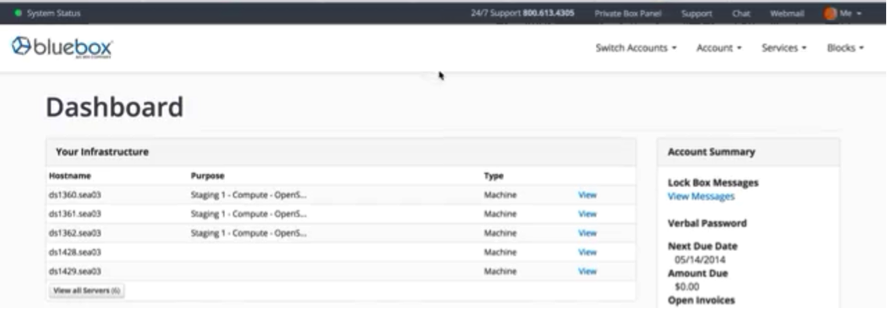 System Status 24/7 Support 800.613.4305 Private Box Panel Support Chat Webmail Me
bluebox
Switch Accounts Account Services Blocks
Dashboard
Your Infrastructure
Hostname Purpose Type
ds1360.sea03 Staging 1 - Compute - OpenS... Machine View
ds1361.sea03 Staging 1 - Compute - OpenS... Machine View
ds1362.sea03 Staging 1 - Compute - OpenS... Machine View
ds1428.sea03 Machine View
ds1429.sea03 Machine View
View all Servers (6)
Account Summary
Lock Box Messages
View Messages
Verbal Password
Next Due Date
05/14/2014
Amount Due
$0.00
Open Invoices